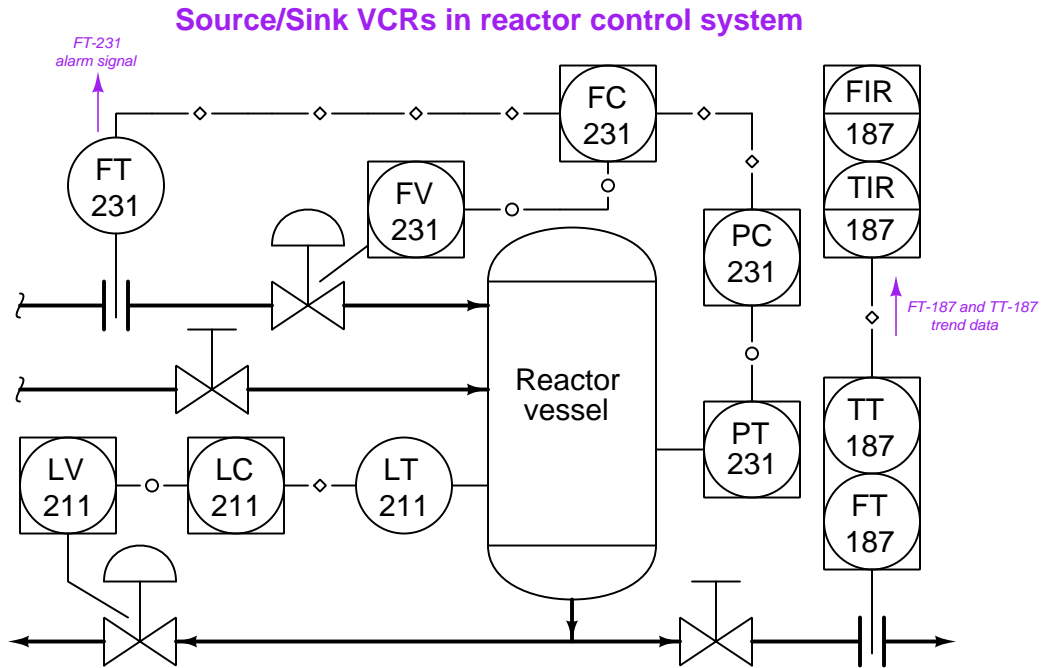 Source/Sink VCRs in reactor control system
FT-231
alarm signal
FT
231
FC
231
FIR
187
TIR
187
FV
231
PC
231
FT-187 and TT-187
trend data
Reactor
vessel
TT
187
PT
231
LV
211
LC
211
LT
211
FT
187